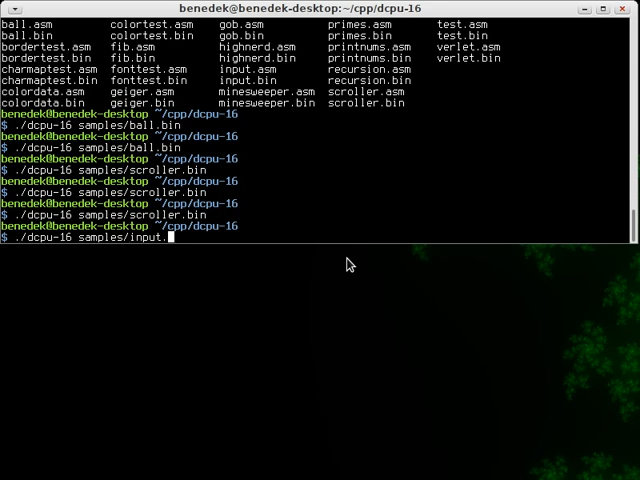 benedek@benedek-desktop:~/cpp/dcpu-16
ball.asm colortest.asm gob.asm primes.asm test.asm
ball.bin colortest.bin gob.bin primes.bin test.bin
bordertest.asm fib.asm highnerd.asm printnums.asm verlet.asm
bordertest.bin fib.bin highnerd.bin printnums.bin verlet.bin
charmaptest.asm fonttest.asm input.asm recursion.asm
charmaptest.bin fonttest.bin input.bin recursion.bin
colordata.asm geiger.asm minesweeper.asm scroller.asm
colordata.bin geiger.bin minesweeper.bin scroller.bin
benedek@benedek-desktop ~/cpp/dcpu-16
$ ./dcpu-16 samples/ball.bin
benedek@benedek-desktop ~/cpp/dcpu-16
$ ./dcpu-16 samples/ball.bin
benedek@benedek-desktop ~/cpp/dcpu-16
$ ./dcpu-16 samples/scroller.bin
benedek@benedek-desktop ~/cpp/dcpu-16
$ ./dcpu-16 samples/scroller.bin
benedek@benedek-desktop ~/cpp/dcpu-16
$ ./dcpu-16 samples/scroller.bin
benedek@benedek-desktop ~/cpp/dcpu-16
$ ./dcpu-16 samples/input.